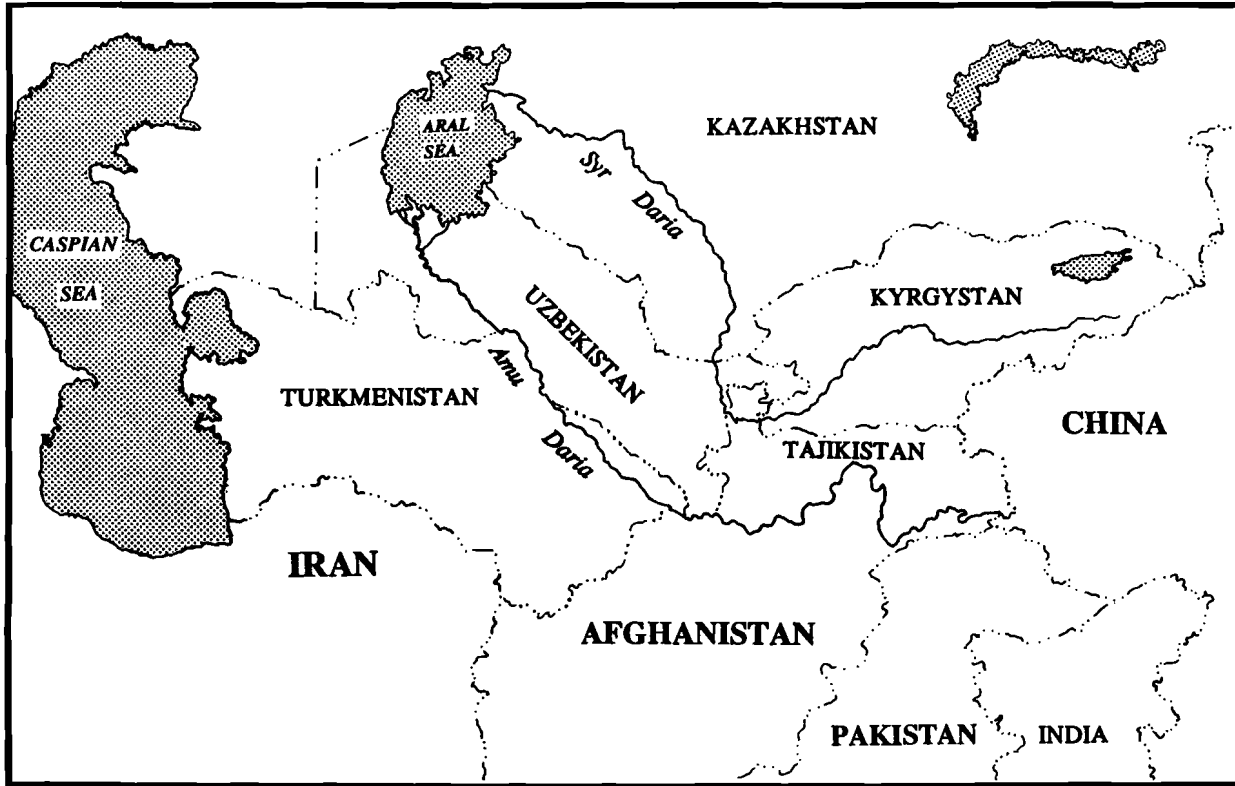 ARAL
SEA.
KAZAKHSTAN
Syr
Daria
CASPIAN
SEA
KYRGYSTAN
UZBEKISTAN
Amu
Daria
TURKMENISTAN
CHINA
TAJIKISTAN
IRAN
AFGHANISTAN
PAKISTAN
INDIA